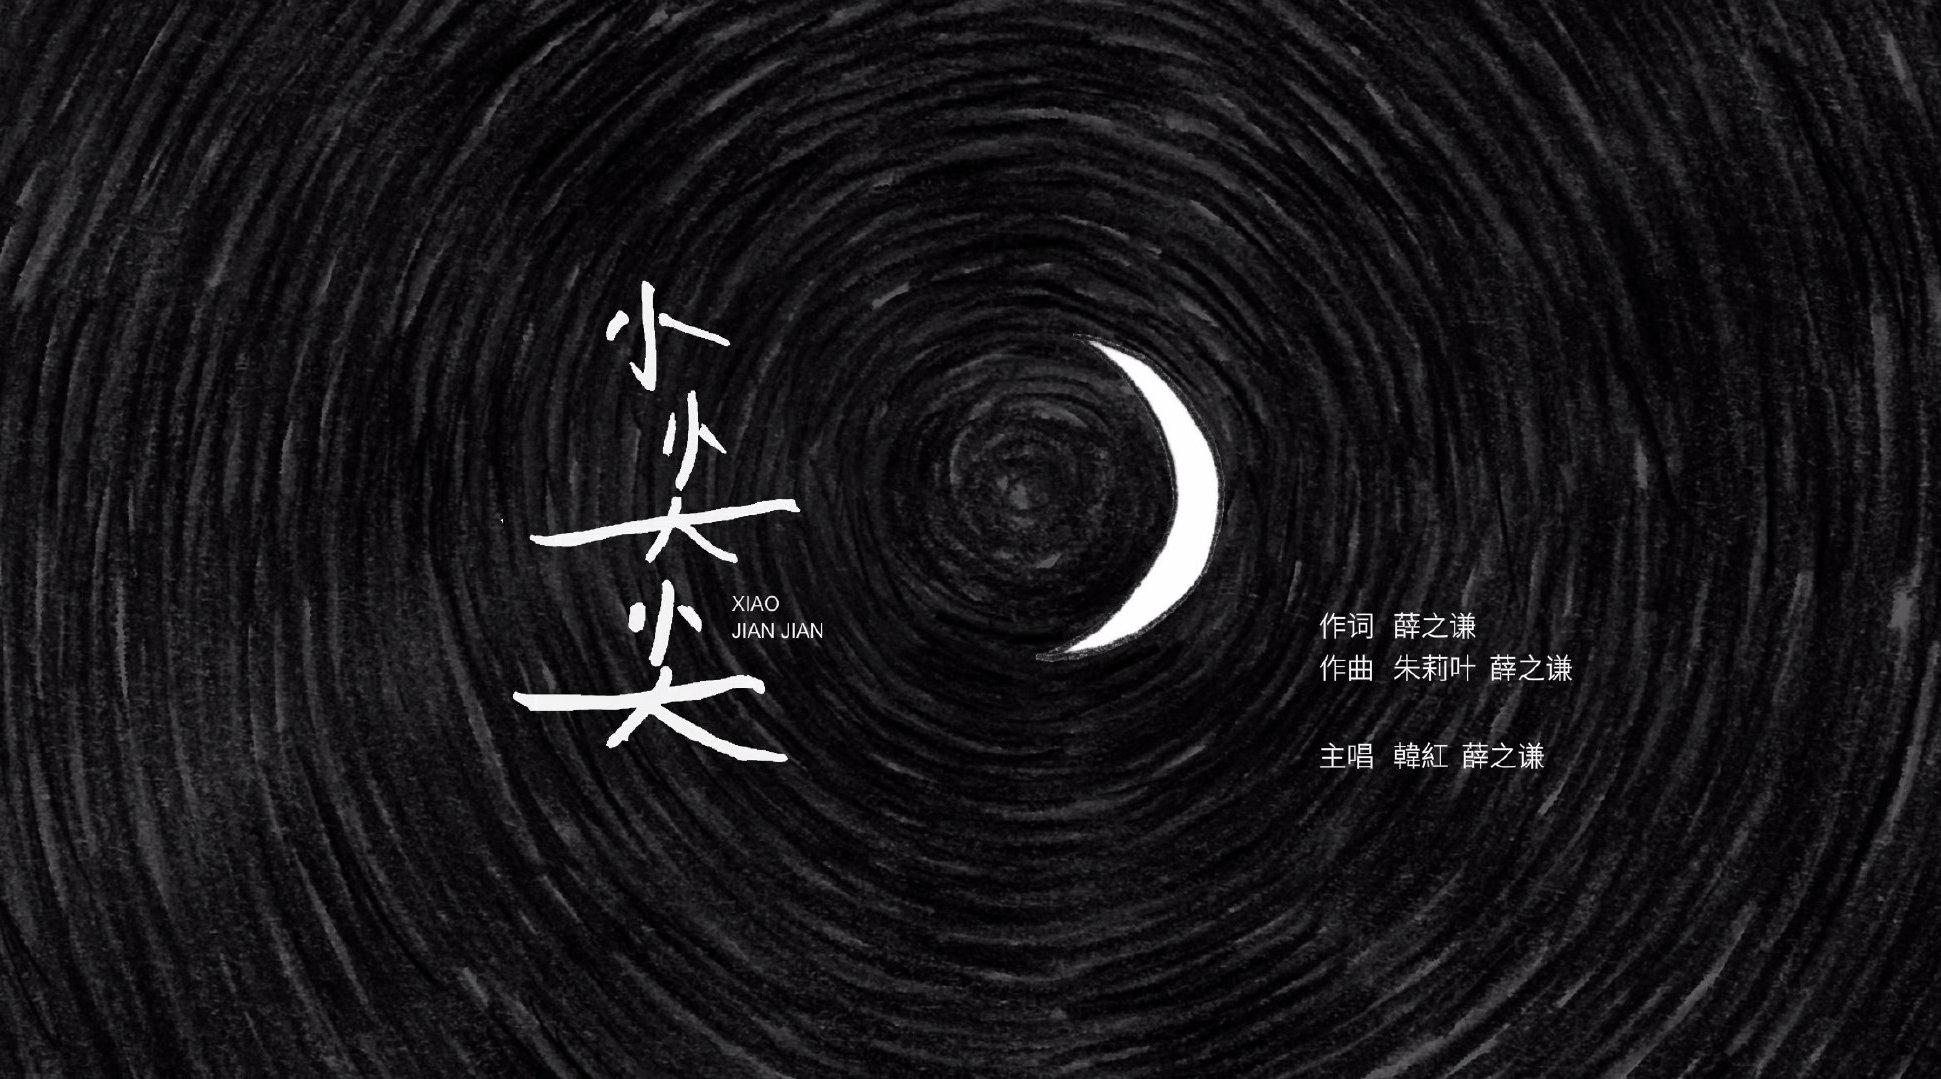 小尖尖
XIAO
JIAN JIAN
作词 薛之谦
作曲 朱莉叶 薛之谦
主唱 韓紅 薛之谦